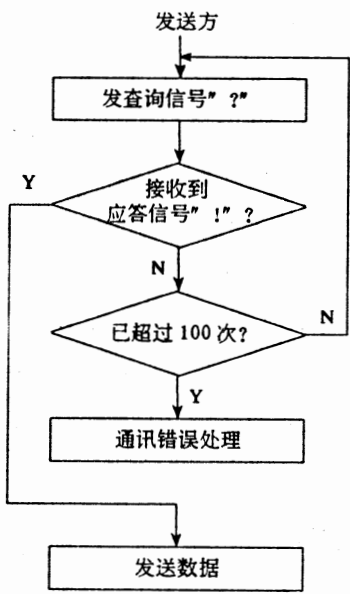 发送方
发查询信号"?"
Y
接收到
应答信号"!"?
N
已超过100次?
N
Y
通讯错误处理
发送数据